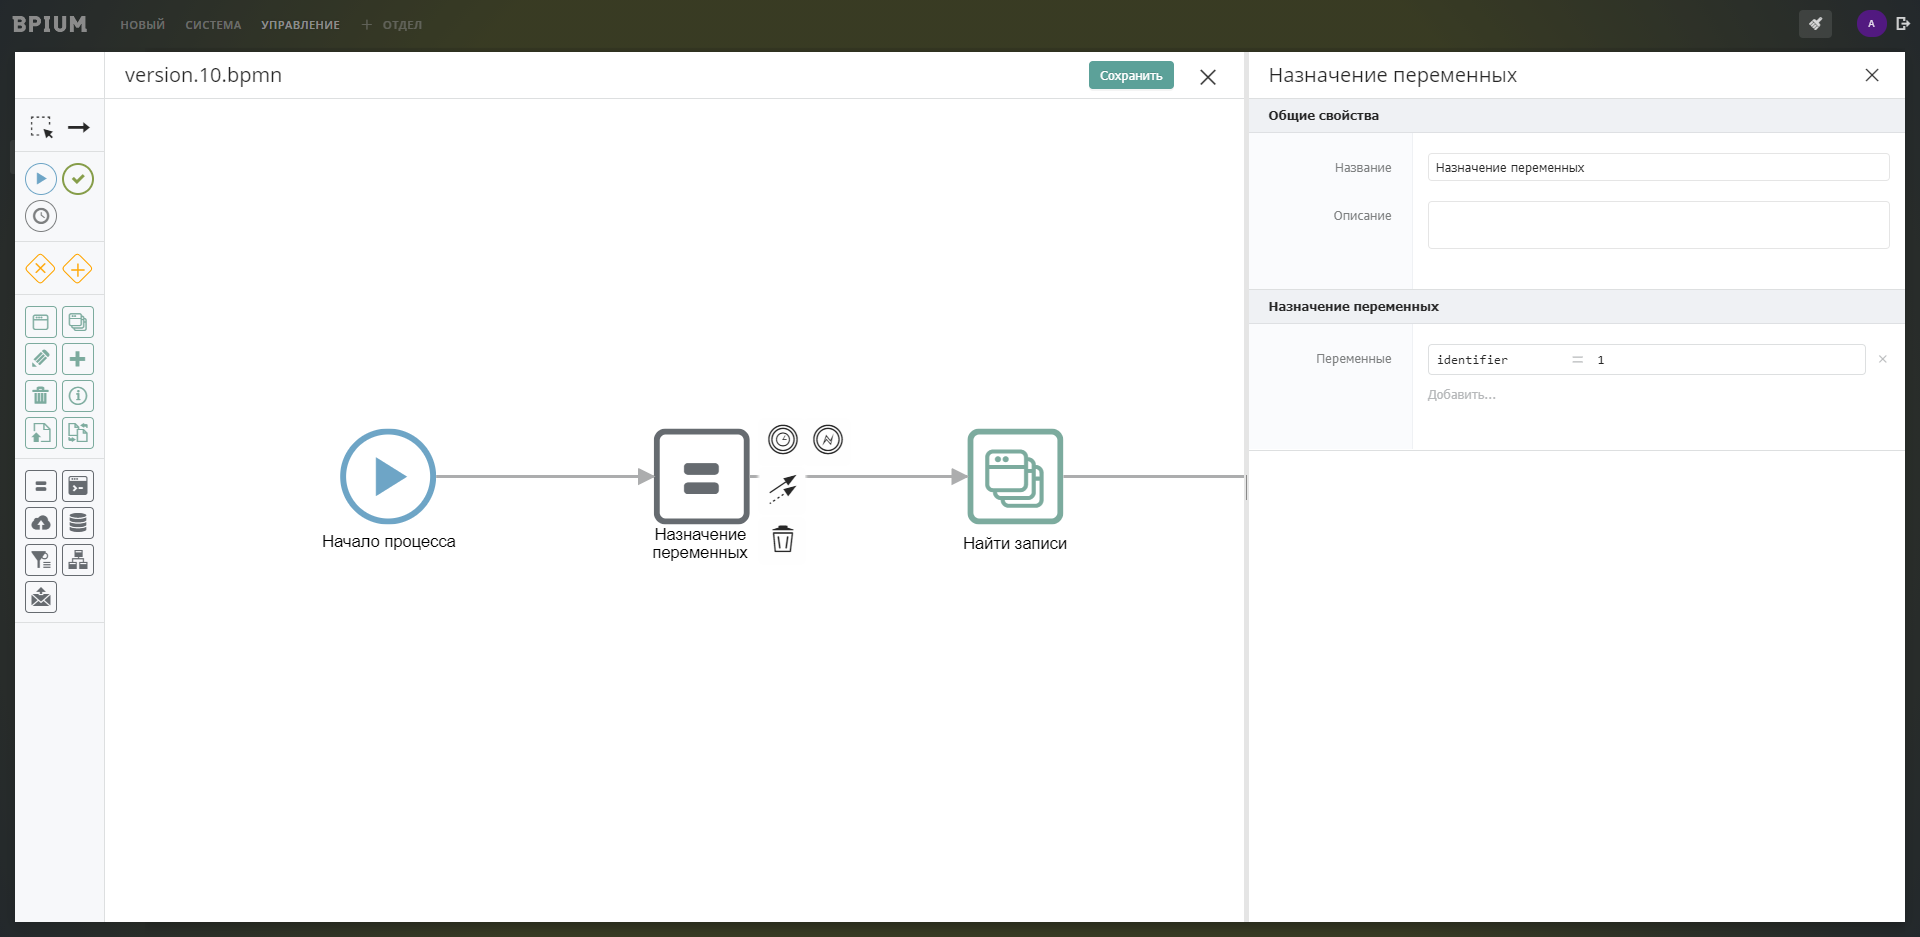 BPIUM
НОВЫЙ СИСТЕМА УПРАВЛЕНИЕ + ОТДЕЛ
A
version.10.bpmn
Сохранить
Начало процесса
Назначение
переменных
Найти записи
Назначение переменных
Общие свойства
Название
Назначение переменных
Описание
Назначение переменных
Переменные
identifier = 1
Добавить...